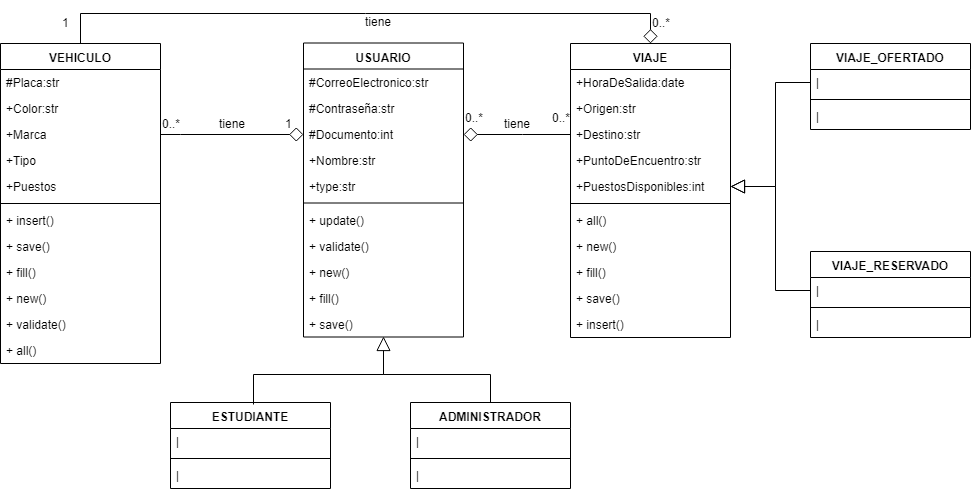 1
tiene
0..*
VEHICULO
#Placa:str
+Color:str
+Marca
+Tipo
+Puestos
+ insert()
+ save()
+ fill()
+ new()
+ validate()
+ all()
0..*
tiene
1
USUARIO
#CorreoElectronico:str
#Contraseña:str
#Documento:int
+Nombre:str
+type:str
+ update()
+ validate()
+ new()
+ fill()
+ save()
0..*
tiene
0..*
VIAJE
+HoraDeSalida:date
+Origen:str
+Destino:str
+PuntoDeEncuentro:str
+PuestosDisponibles:int
+ all()
+ new()
+ fill()
+ save()
+ insert()
VIAJE_OFERTADO
|
|
VIAJE_RESERVADO
|
|
ESTUDIANTE
|
|
ADMINISTRADOR
|
|